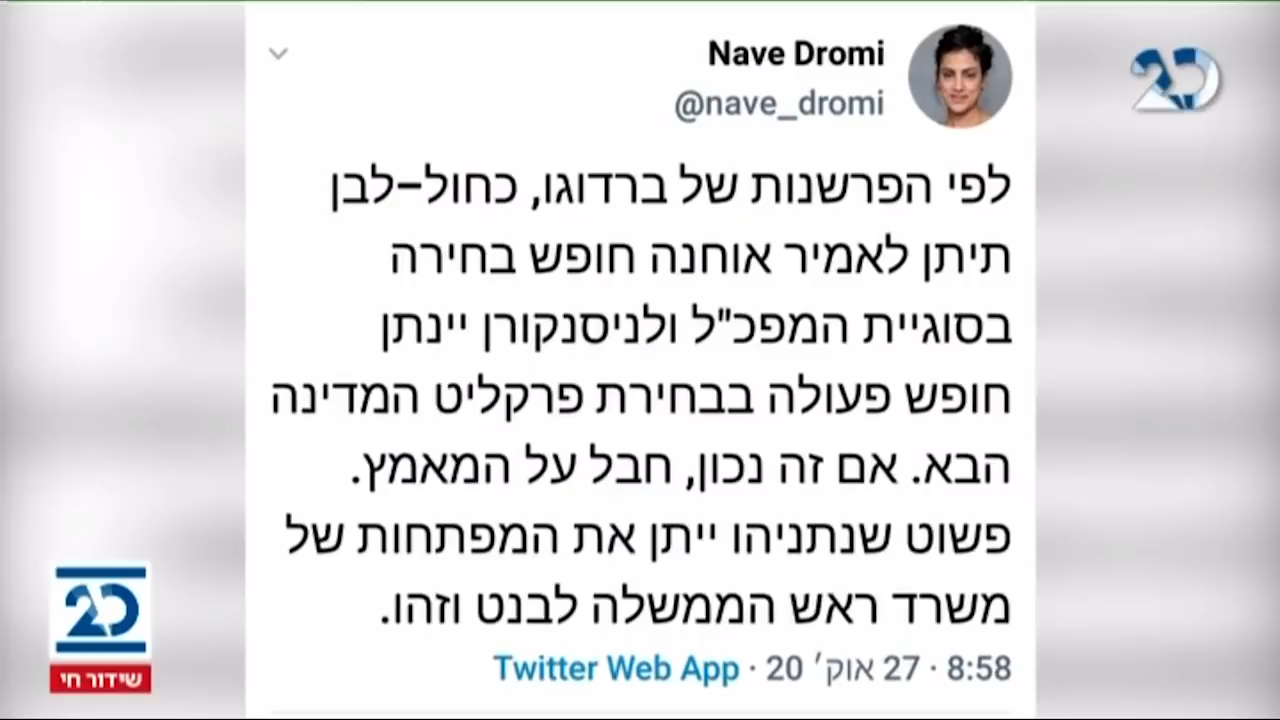 Nave Dromi
@nave_dromi
לפי הפרשנות של ברדוגו, כחול-לבן
תיתן לאמיר אוחנה חופש בחירה
בסוגיית המפכ"ל ולניסנקורן יינתן
חופש פעולה בבחירת פרקליט המדינה
הבא. אם זה נכון, חבל על המאמץ.
פשוט שנתניהו ייתן את המפתחות של
משרד ראש הממשלה לבנט וזהו.
8:58 · 27 אוק׳ 20 · Twitter Web App
20
20
שידור חי